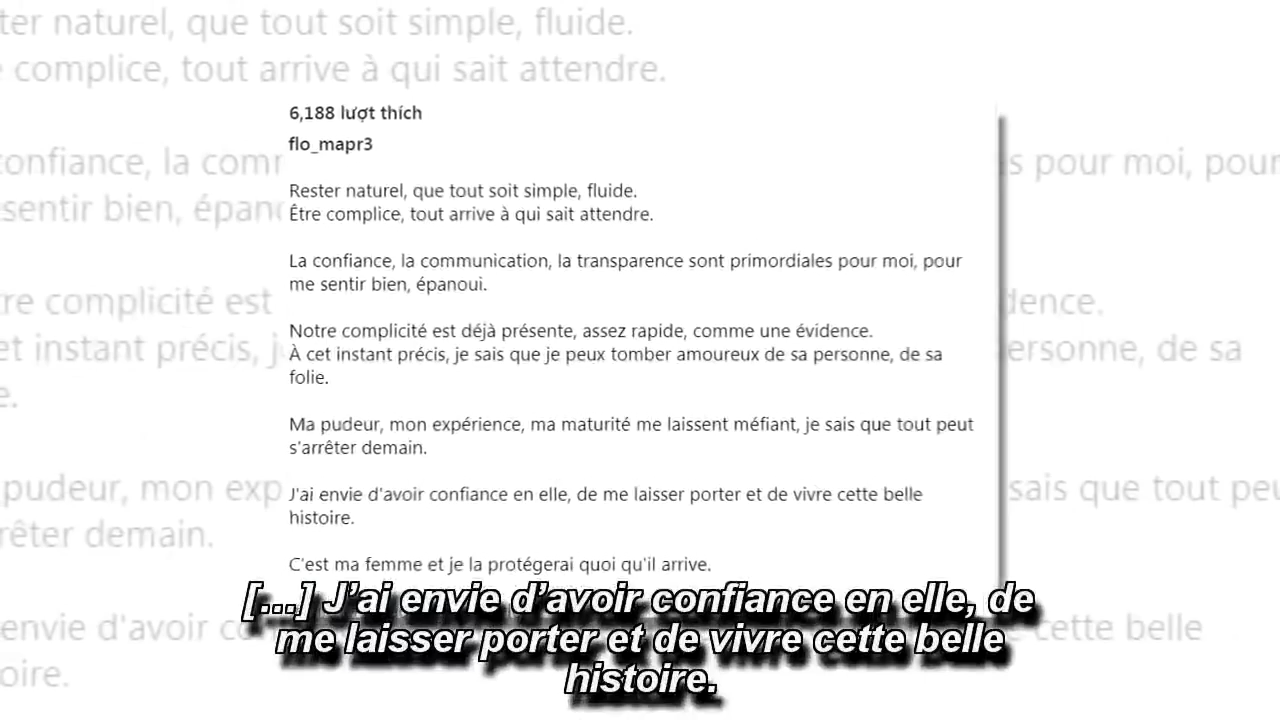 6,188 lượt thích
flo_mapr3
Rester naturel, que tout soit simple, fluide.
Être complice, tout arrive à qui sait attendre.
La confiance, la communication, la transparence sont primordiales pour moi, pour
me sentir bien, épanoui.
Notre complicité est déjà présente, assez rapide, comme une évidence.
À cet instant précis, je sais que je peux tomber amoureux de sa personne, de sa
folie.
Ma pudeur, mon expérience, ma maturité me laissent méfiant, je sais que tout peut
s'arrêter demain.
J'ai envie d'avoir confiance en elle, de me laisser porter et de vivre cette belle
histoire.
C'est ma femme et je la protégerai quoi qu'il arrive.
[...] J’ai envie d’avoir confiance en elle, de
me laisser porter et de vivre cette belle
histoire.